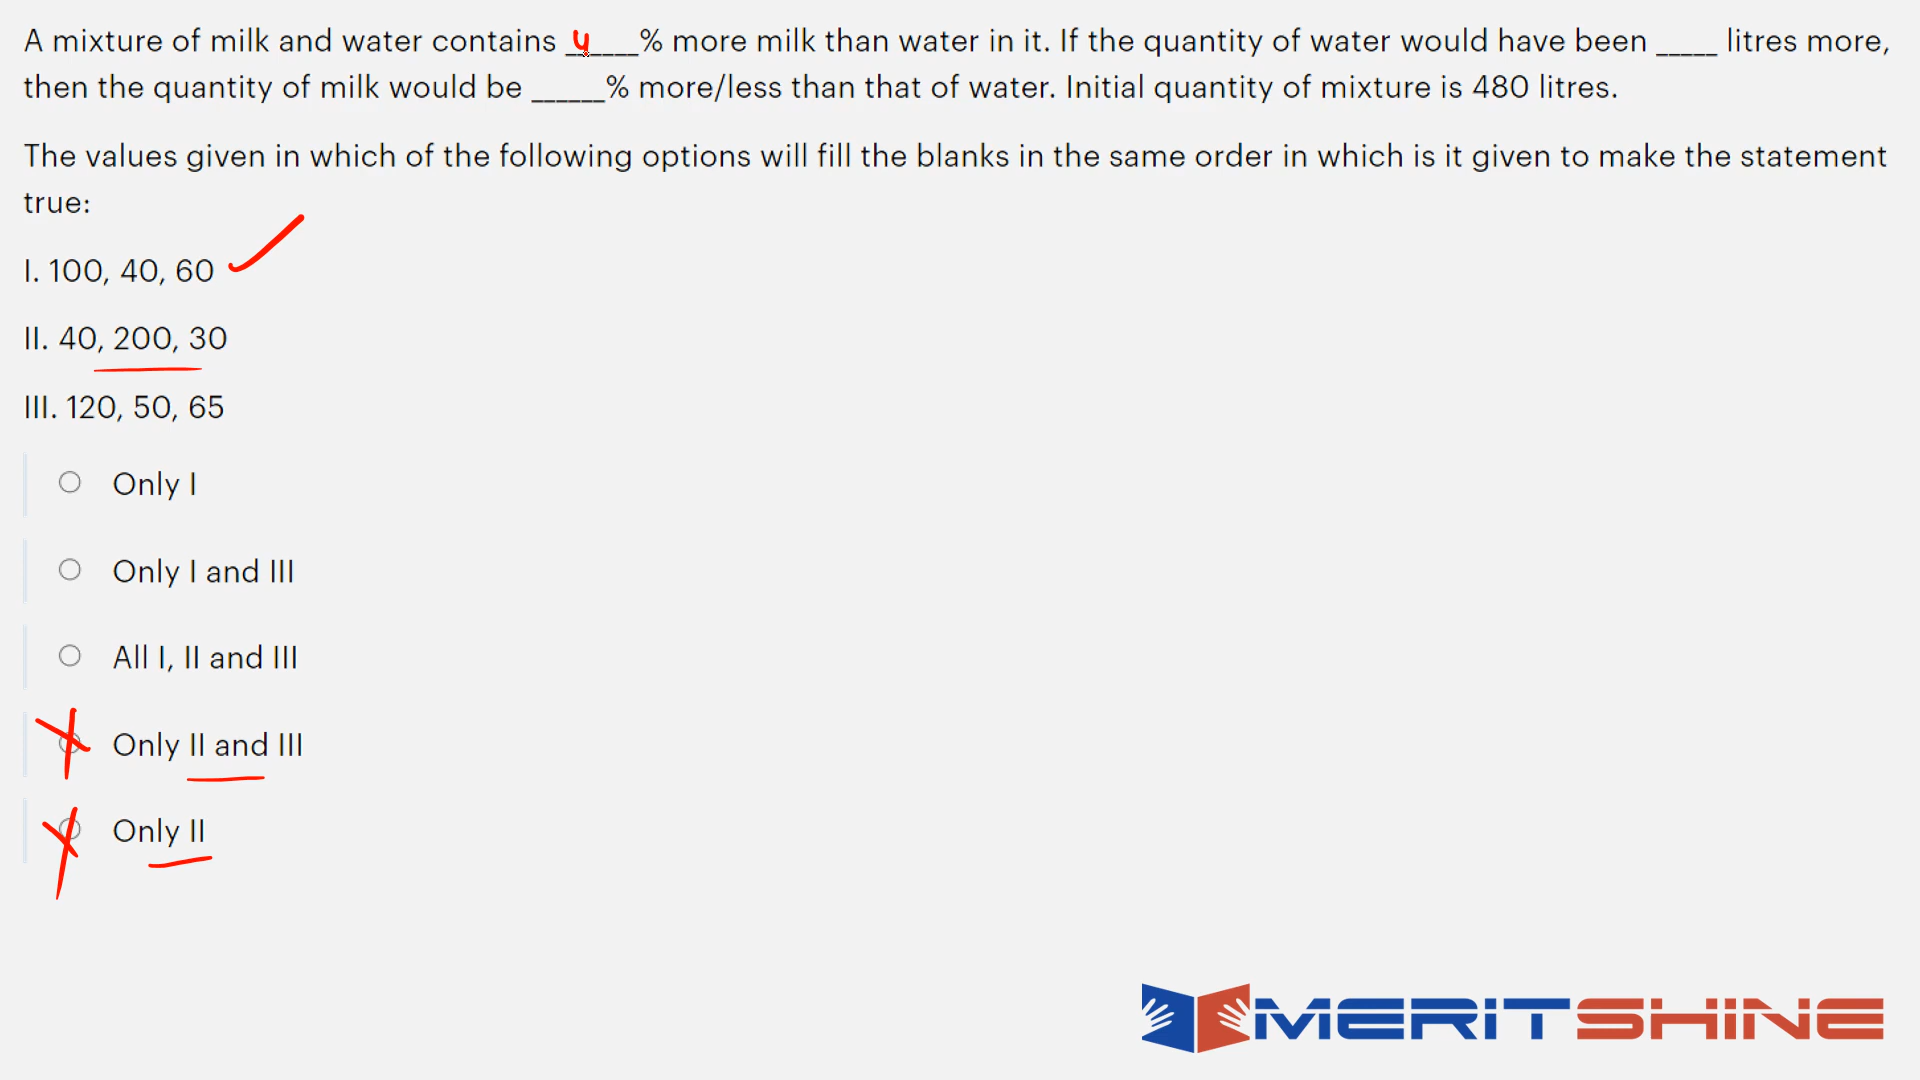 A mixture of milk and water contains 4______% more milk than water in it. If the quantity of water would have been _____ litres more,
then the quantity of milk would be ______% more/less than that of water. Initial quantity of mixture is 480 litres.
The values given in which of the following options will fill the blanks in the same order in which is it given to make the statement
true:
I. 100, 40, 60
II. 40, 200, 30
III. 120, 50, 65
Only I
Only I and III
All I, II and III
Only II and III
Only II
MERITSHINE